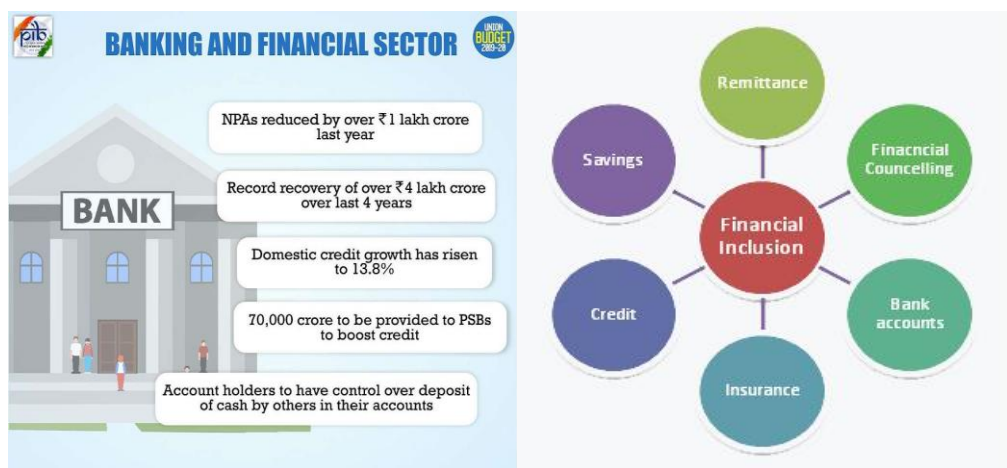 pib
BANKING AND FINANCIAL SECTOR
UNION
BUDGET
2019-20
NPAs reduced by over ₹1 lakh crore
last year
Record recovery of over ₹4 lakh crore
over last 4 years
BANK
Domestic credit growth has risen
to 13.8%
70,000 crore to be provided to PSBs
to boost credit
Account holders to have control over deposit
of cash by others in their accounts
Remittance
Savings
Finacncial
Councelling
Financial
Inclusion
Credit
Bank
accounts
Insurance